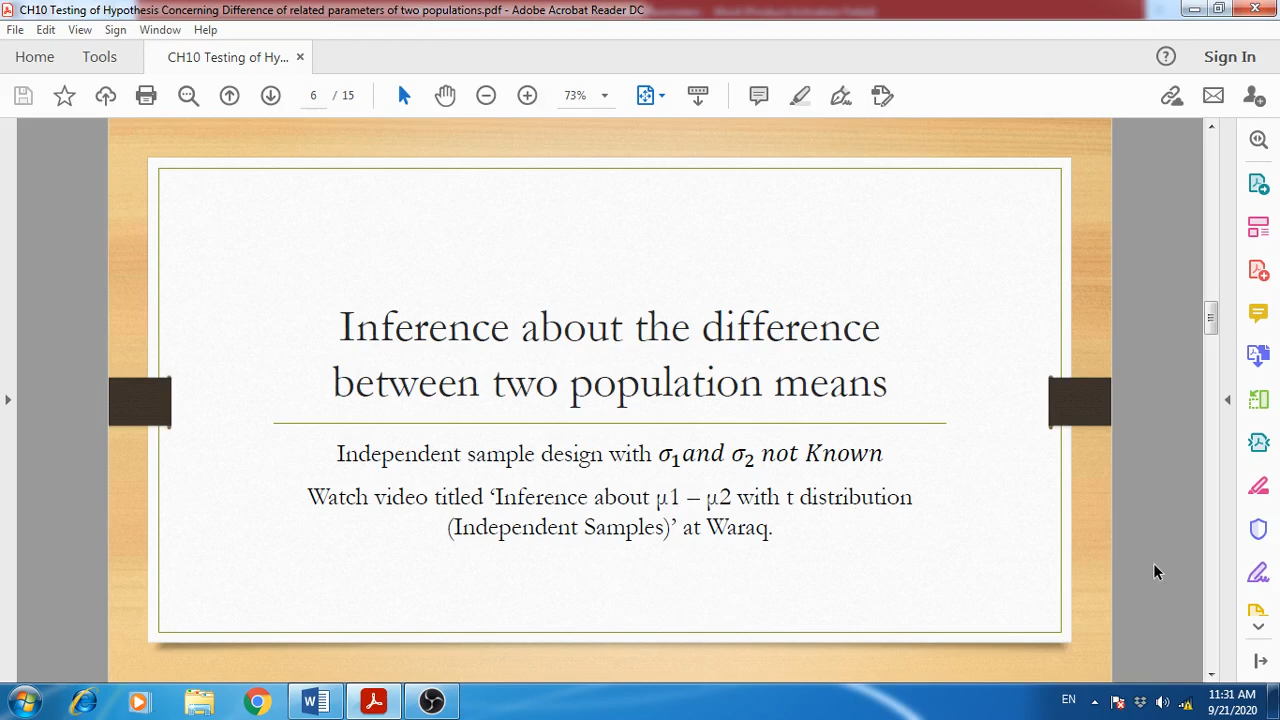 CH10 Testing of Hypothesis Concerning Difference of related parameters of two populations.pdf - Adobe Acrobat Reader DC
File Edit View Sign Window Help
Home Tools CH10 Testing of Hy... × Sign In
6 / 15 73%
Inference about the difference
between two population means
Independent sample design with σ₁and σ₂ not Known
Watch video titled ‘Inference about µ1 – µ2 with t distribution
(Independent Samples)’ at Waraq.
EN 11:31 AM
9/21/2020